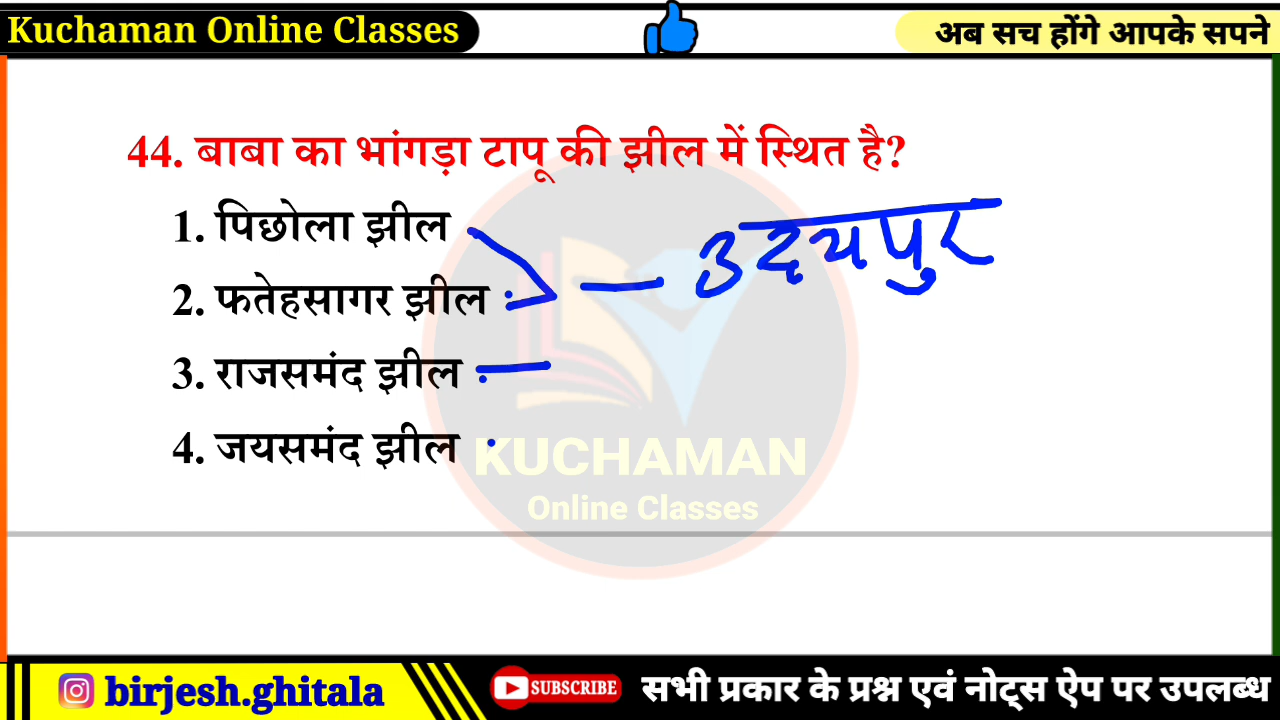 Kuchaman Online Classes
अब सच होंगे आपके सपने
44. बाबा का भांगड़ा टापू की झील में स्थित है?
1. पिछोला झील
उदयपुर
2. फतेहसागर झील
3. राजसमंद झील
4. जयसमंद झील
KUCHAMAN
Online Classes
birjesh.ghitala
SUBSCRIBE
सभी प्रकार के प्रश्न एवं नोट्स ऐप पर उपलब्ध